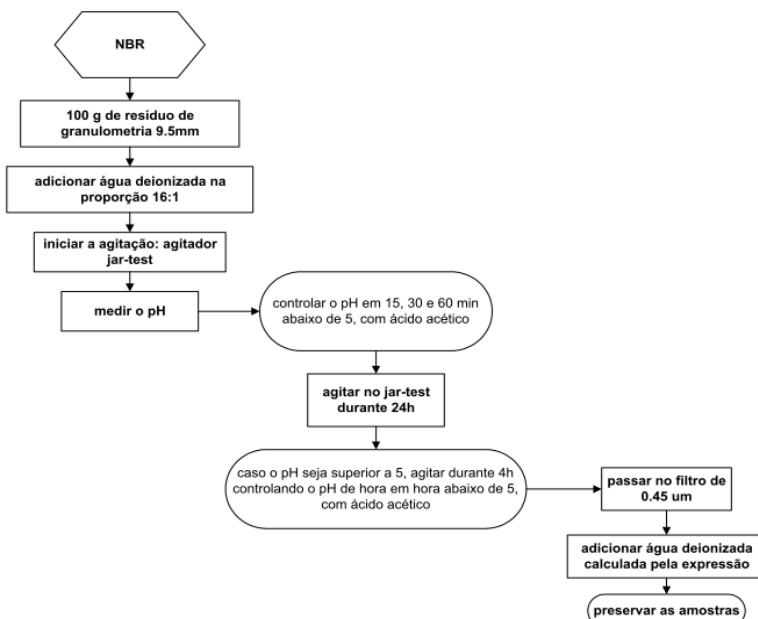 NBR
100 g de resíduo de
granulometria 9.5mm
adicionar água deionizada na
proporção 16:1
iniciar a agitação: agitador
jar-test
medir o pH
controlar o pH em 15, 30 e 60 min
abaixo de 5, com ácido acético
agitar no jar-test
durante 24h
caso o pH seja superior a 5, agitar durante 4h
controlando o pH de hora em hora abaixo de 5,
com ácido acético
passar no filtro de
0.45 um
adicionar água deionizada
calculada pela expressão
preservar as amostras